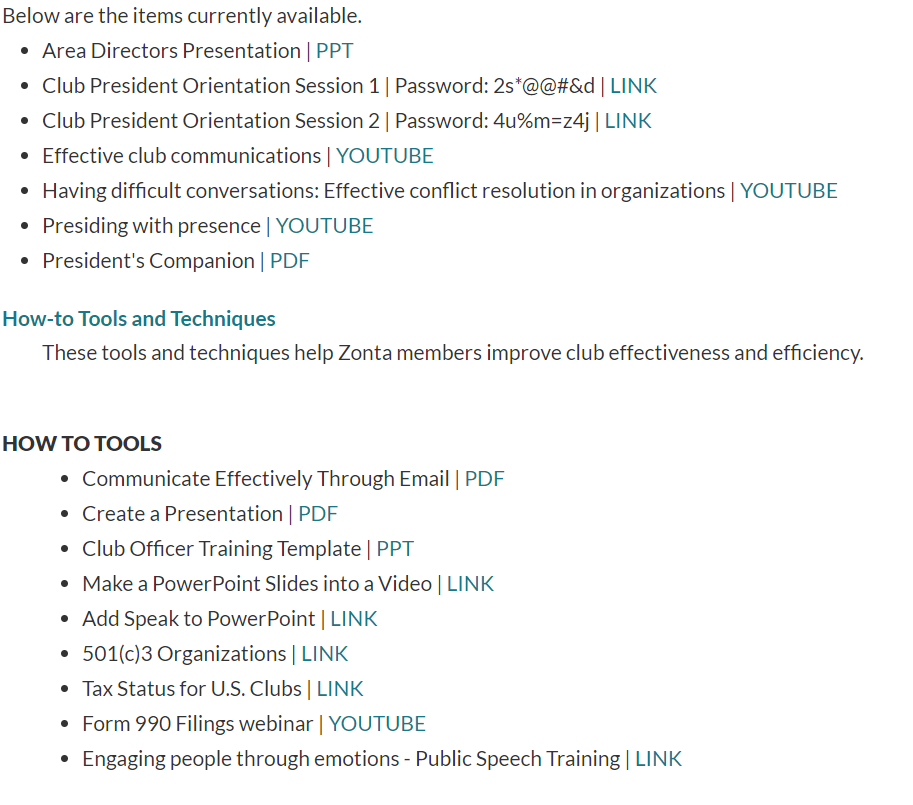 Below are the items currently available.
• Area Directors Presentation | PPT
• Club President Orientation Session 1 | Password: 2s*@@#&d | LINK
• Club President Orientation Session 2 | Password: 4u%m=z4j | LINK
• Effective club communications | YOUTUBE
• Having difficult conversations: Effective conflict resolution in organizations | YOUTUBE
• Presiding with presence | YOUTUBE
• President's Companion | PDF
How-to Tools and Techniques
These tools and techniques help Zonta members improve club effectiveness and efficiency.
HOW TO TOOLS
• Communicate Effectively Through Email | PDF
• Create a Presentation | PDF
• Club Officer Training Template | PPT
• Make a PowerPoint Slides into a Video | LINK
• Add Speak to PowerPoint | LINK
• 501(c)3 Organizations | LINK
• Tax Status for U.S. Clubs | LINK
• Form 990 Filings webinar | YOUTUBE
• Engaging people through emotions - Public Speech Training | LINK